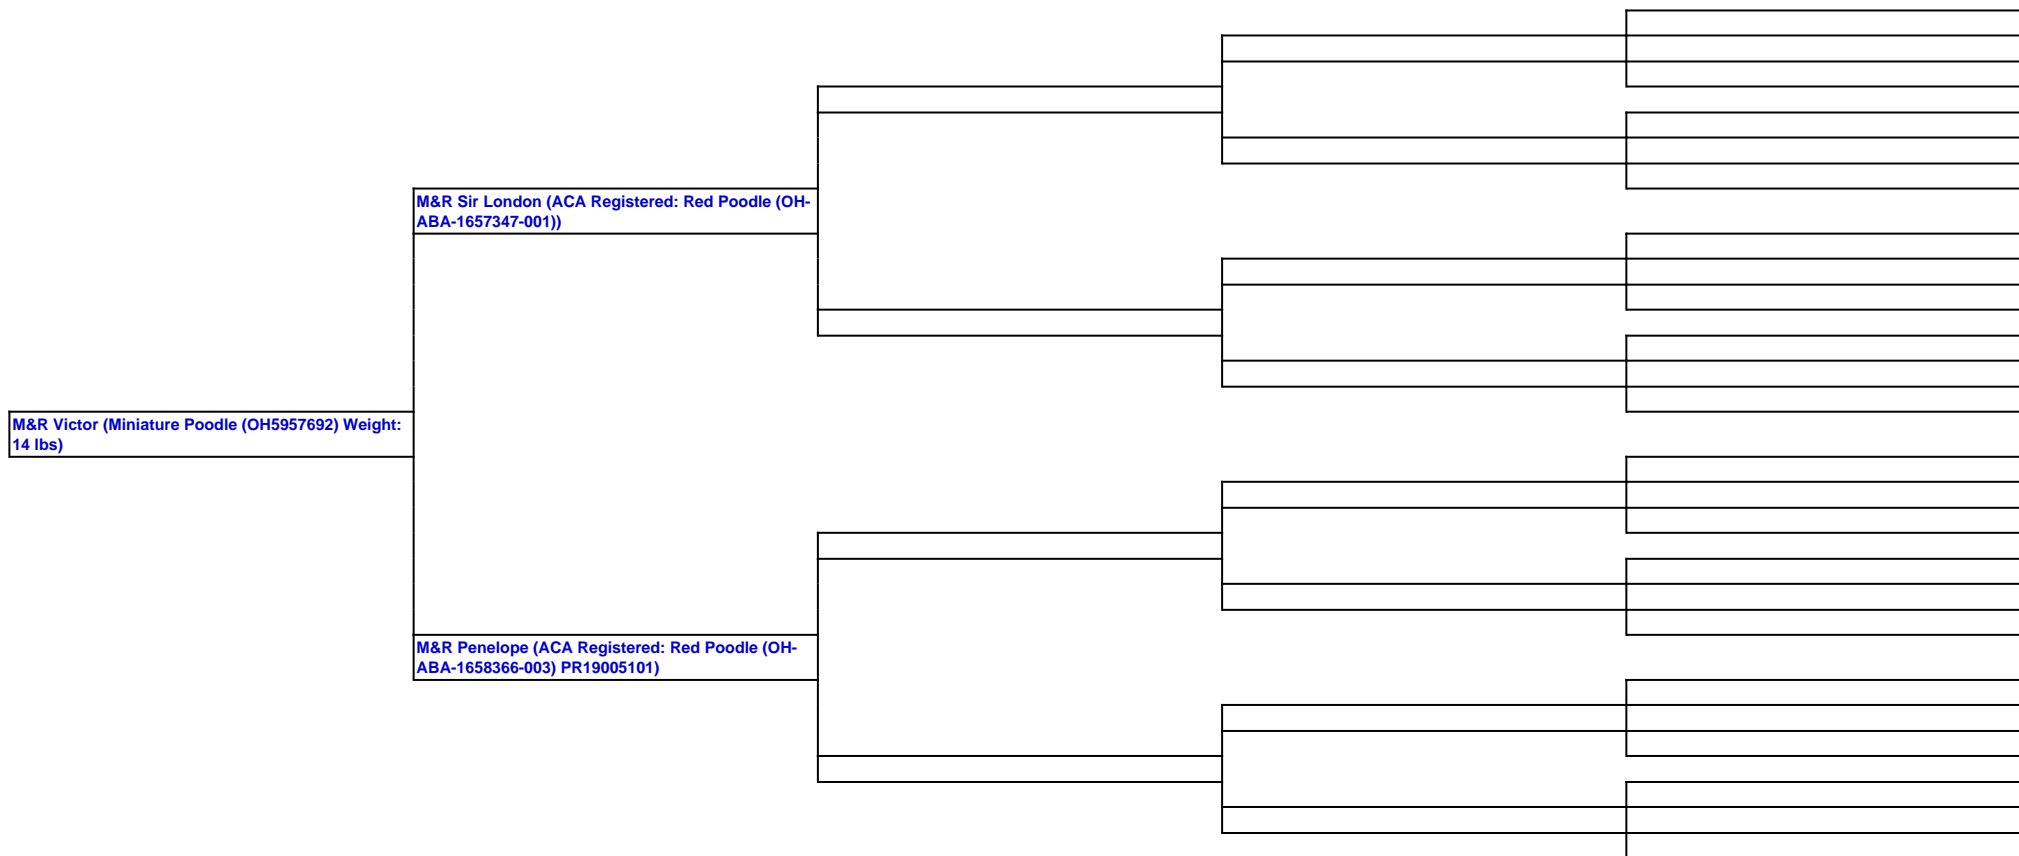 M&R Sir London (ACA Registered: Red Poodle (OH-
ABA-1657347-001))
M&R Victor (Miniature Poodle (OH5957692) Weight:
14 lbs)
M&R Penelope (ACA Registered: Red Poodle (OH-
ABA-1658366-003) PR19005101)